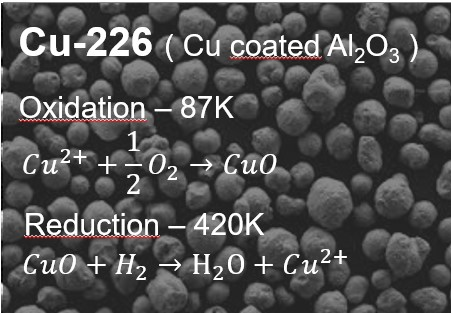 Cu-226 ( Cu coated Al₂O₃ )
Oxidation – 87K
Cu²⁺ + 1/2 O₂ → CuO
Reduction – 420K
CuO + H₂ → H₂O + Cu²⁺